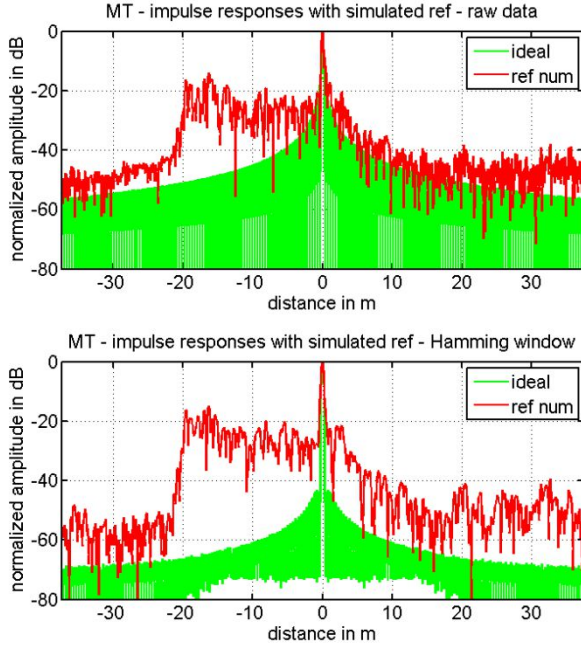 MT - impulse responses with simulated ref - raw data
normalized amplitude in dB
0
-20
-40
-60
-80
ideal
ref num
-30 -20 -10 0 10 20 30
distance in m
MT - impulse responses with simulated ref - Hamming window
normalized amplitude in dB
0
-20
-40
-60
-80
ideal
ref num
-30 -20 -10 0 10 20 30
distance in m